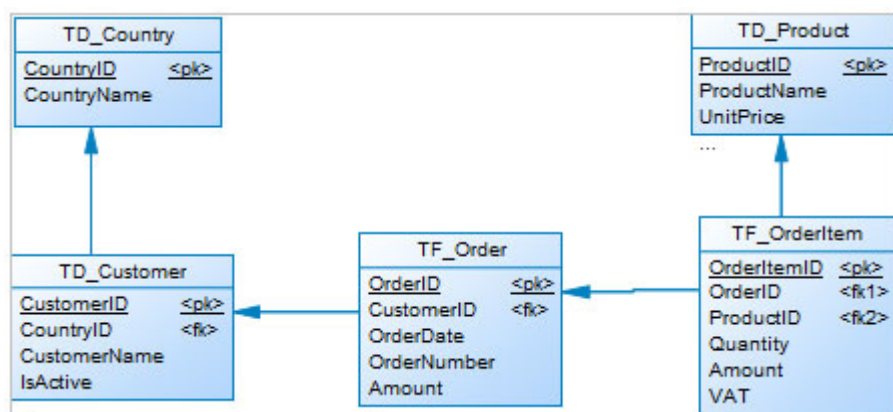 TD_Country
CountryID <pk>
CountryName
TD_Product
ProductID <pk>
ProductName
UnitPrice
...
TD_Customer
CustomerID <pk>
CountryID <fk>
CustomerName
IsActive
TF_Order
OrderID <pk>
CustomerID <fk>
OrderDate
OrderNumber
Amount
TF_OrderItem
OrderItemID <pk>
OrderID <fk1>
ProductID <fk2>
Quantity
Amount
VAT